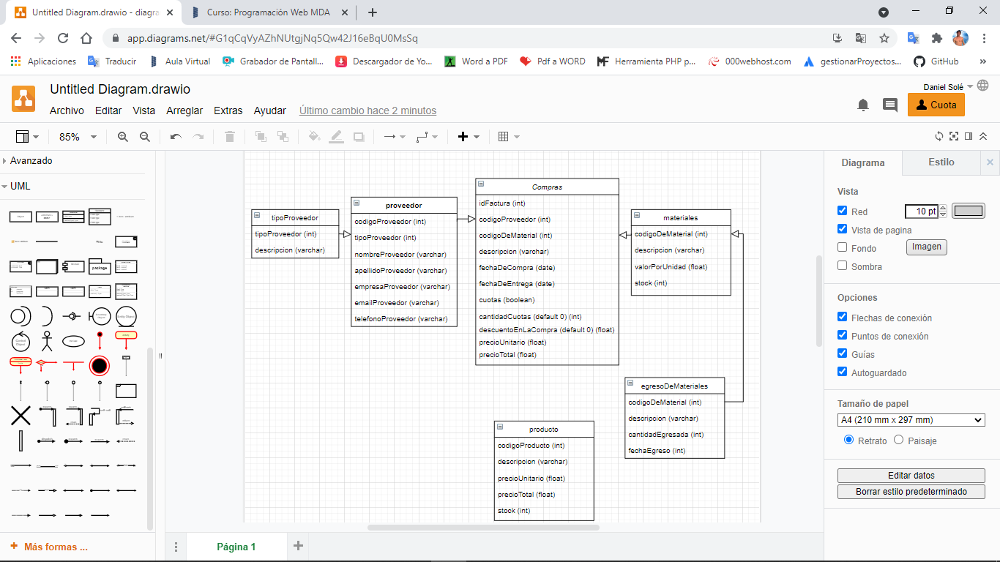 Untitled Diagram.drawio - diagra
Curso: Programación Web MDA
app.diagrams.net/#G1qCqVyAZhNUtgjNq5Qw42J16eBqU0MsSq
Aplicaciones
Traducir
Aula Virtual
Grabador de Pantall...
Descargador de Yo...
Word a PDF
Pdf a WORD
Herramienta PHP p...
000webhost.com
gestionarProyectos...
GitHub
»
Untitled Diagram.drawio
Daniel Solé
Archivo
Editar
Vista
Arreglar
Extras
Ayudar
Último cambio hace 2 minutos
Cuota
85%
Avanzado
UML
Title
package
Más formas ...
tipoProveedor
tipoProveedor (int)
descripcion (varchar)
proveedor
codigoProveedor (int)
tipoProveedor (int)
nombreProveedor (varchar)
apellidoProveedor (varchar)
empresaProveedor (varchar)
emailProveedor (varchar)
telefonoProveedor (varchar)
Compras
idFactura (int)
codigoProveedor (int)
codigoDeMaterial (int)
descripcion (varchar)
fechaDeCompra (date)
fechaDeEntrega (date)
cuotas (boolean)
cantidadCuotas (default 0) (int)
descuentoEnLaCompra (default 0) (float)
precioUnitario (float)
precioTotal (float)
materiales
codigoDeMaterial (int)
descripcion (varchar)
valorPorUnidad (float)
stock (int)
egresoDeMateriales
codigoDeMaterial (int)
descripcion (varchar)
cantidadEgresada (int)
fechaEgreso (int)
producto
codigoProducto (int)
descripcion (varchar)
precioUnitario (float)
precioTotal (float)
stock (int)
Página 1
Diagrama
Estilo
Vista
Red
10 pt
Vista de pagina
Fondo
Imagen
Sombra
Opciones
Flechas de conexión
Puntos de conexión
Guías
Autoguardado
Tamaño de papel
A4 (210 mm x 297 mm)
Retrato
Paisaje
Editar datos
Borrar estilo predeterminado